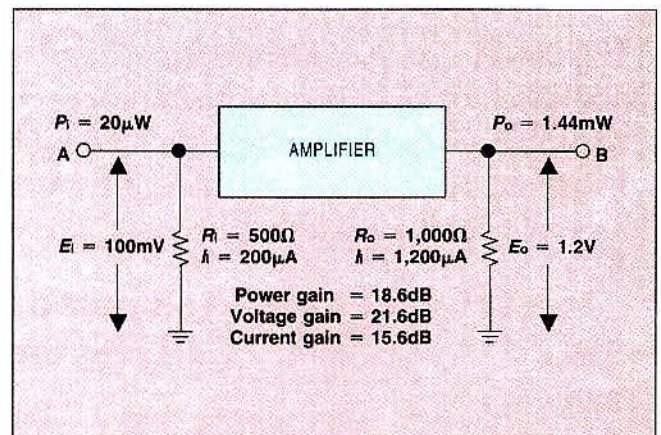 Pi = 20µW
Po = 1.44mW
A
AMPLIFIER
B
Ei = 100mV
Ri = 500Ω
Ii = 200µA
Ro = 1,000Ω
Ii = 1,200µA
Eo = 1.2V
Power gain = 18.6dB
Voltage gain = 21.6dB
Current gain = 15.6dB